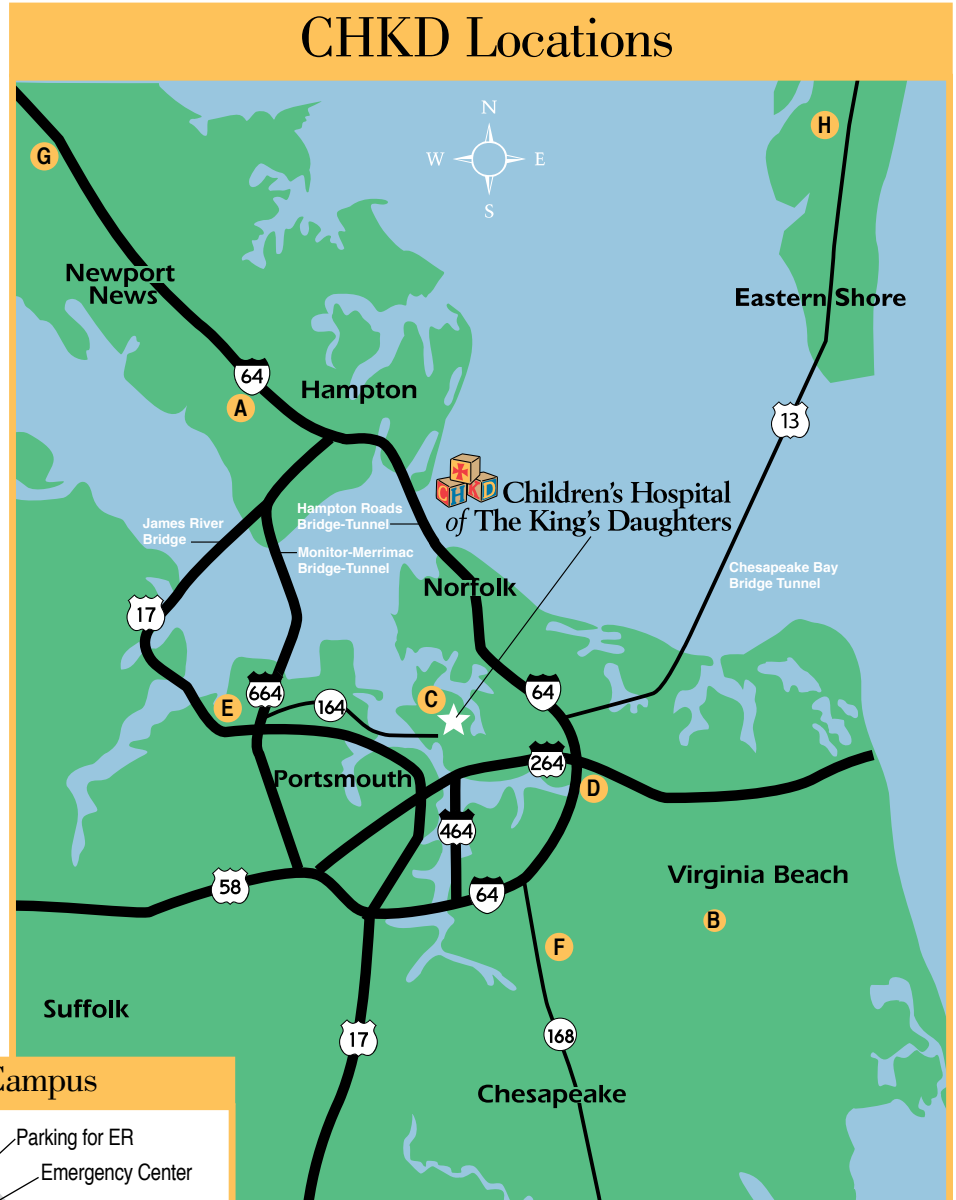 CHKD Locations
N
W E
S
H
G
Newport
News
Eastern Shore
64
Hampton
A
13
CHKD
Children's Hospital
of The King's Daughters
Hampton Roads
Bridge-Tunnel
James River
Bridge
Monitor-Merrimac
Bridge-Tunnel
Chesapeake Bay
Bridge Tunnel
Norfolk
17
664
64
E
164
C
264
Portsmouth
D
464
58
64
Virginia Beach
B
F
Suffolk
17
168
Chesapeake
Campus
Parking for ER
Emergency Center